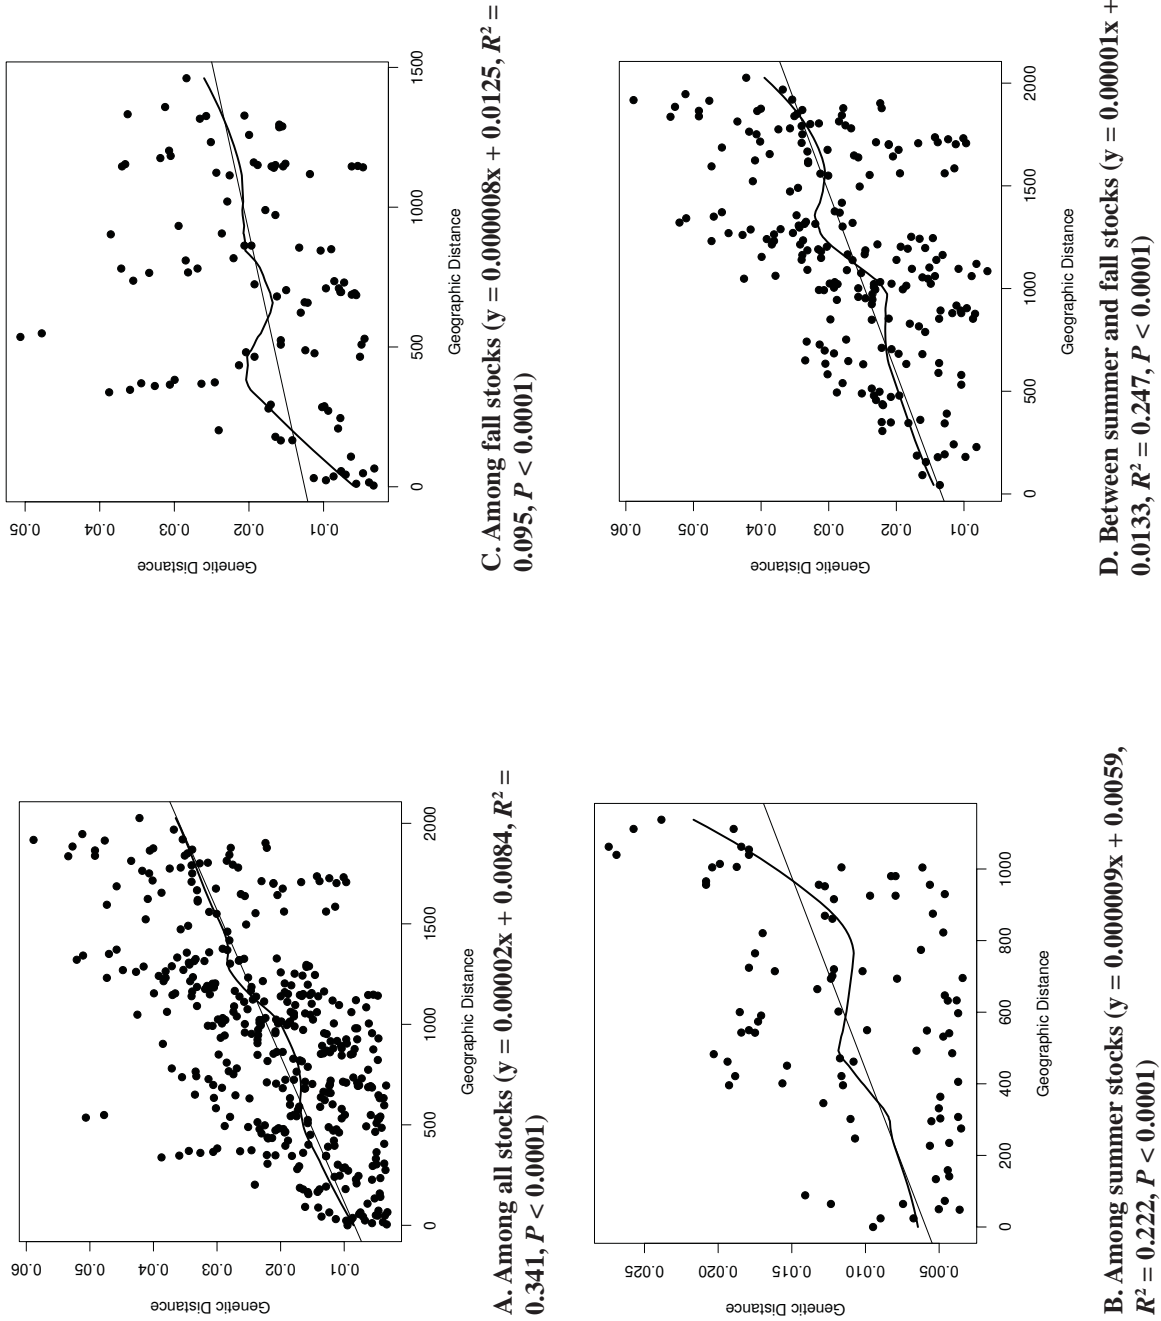 Genetic Distance
0.06
0.05
0.04
0.03
0.02
0.01
0 500 1000 1500 2000
Geographic Distance
A. Among all stocks (y = 0.00002x + 0.0084, R² =
0.341, P < 0.0001)
Genetic Distance
0.05
0.04
0.03
0.02
0.01
0 500 1000 1500
Geographic Distance
C. Among fall stocks (y = 0.000008x + 0.0125, R² =
0.095, P < 0.0001)
Genetic Distance
0.025
0.020
0.015
0.010
0.005
0 200 400 600 800 1000
Geographic Distance
B. Among summer stocks (y = 0.000009x + 0.0059,
R² = 0.222, P < 0.0001)
Genetic Distance
0.06
0.05
0.04
0.03
0.02
0.01
0 500 1000 1500 2000
Geographic Distance
D. Between summer and fall stocks (y = 0.00001x +
0.0133, R² = 0.247, P < 0.0001)